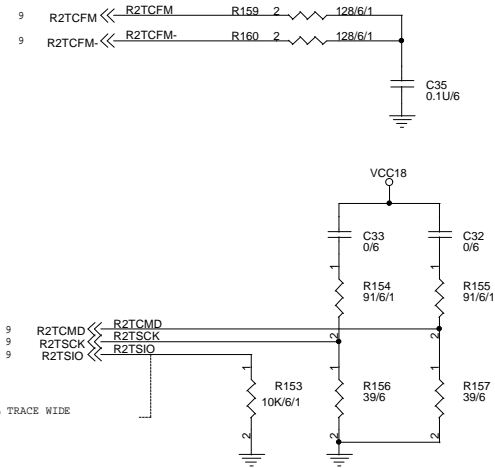 9 R2TCFM R2TCFM R159 2 128/6/1
9 R2TCFM- R2TCFM- R160 2 128/6/1
C35
0.1U/6
VCC18
C33 C32
0/6 0/6
1 1
R154 R155
91/6/1 91/6/1
2 2
9 R2TCMD R2TCMD
9 R2TSCK R2TSCK
9 R2TSIO R2TSIO
1 1 1
R153 R156 R157
10K/6/1 39/6 39/6
TRACE WIDE
2 2 2